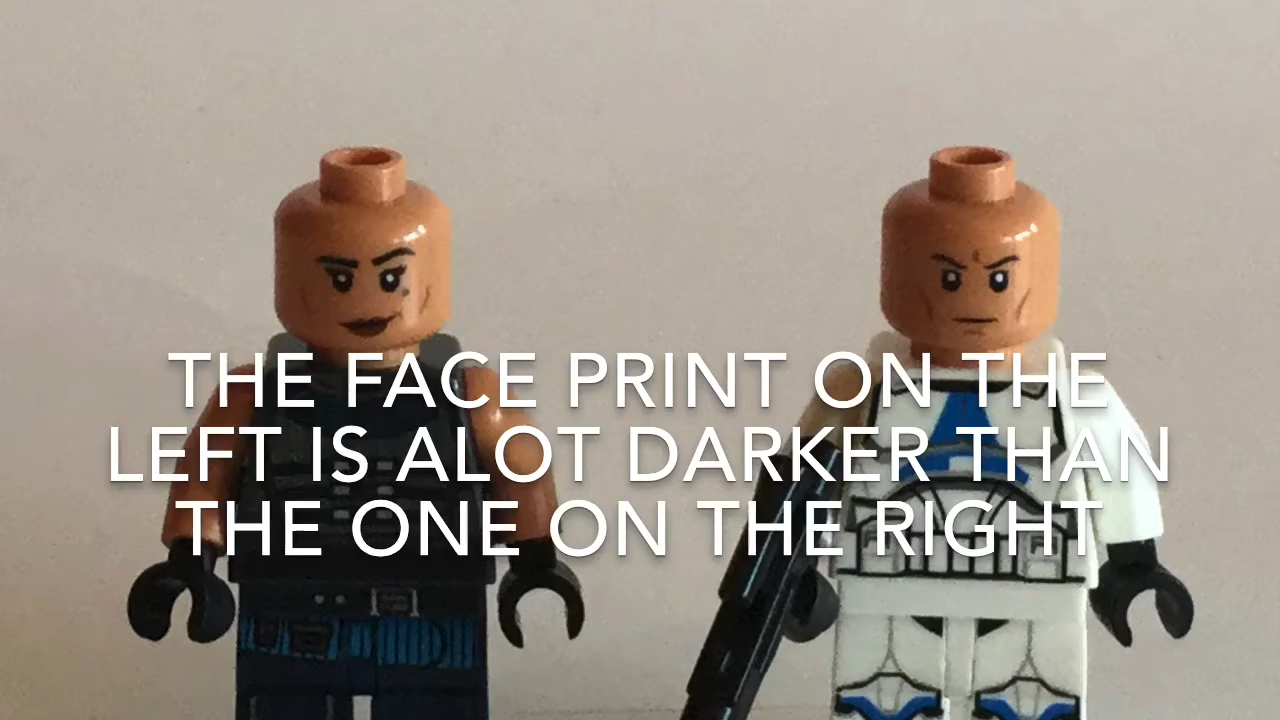 THE FACE PRINT ON THE
LEFT IS ALOT DARKER THAN
THE ONE ON THE RIGHT